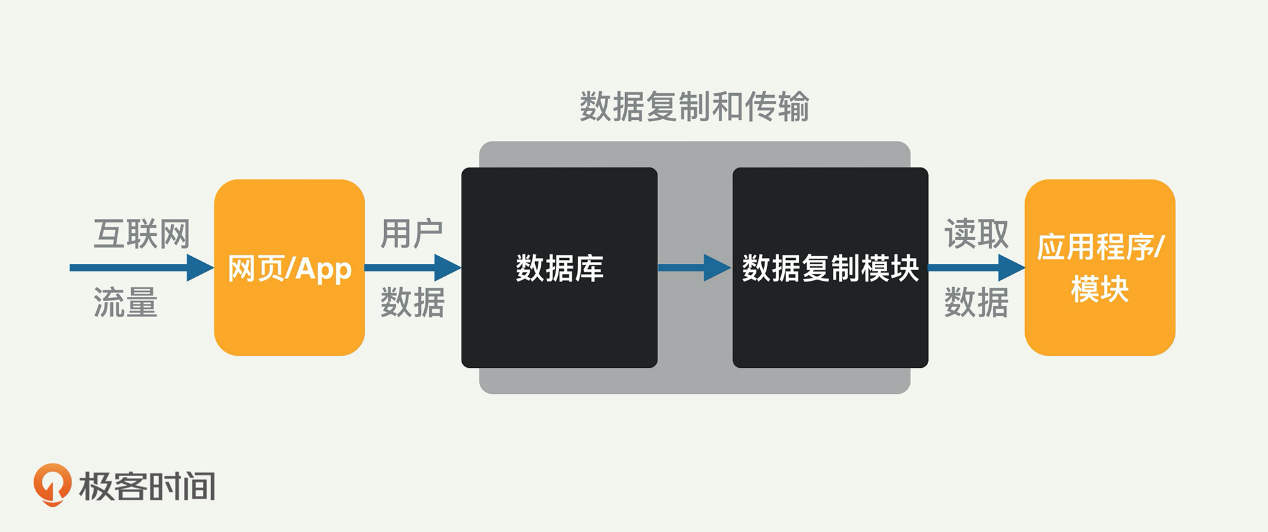 数据复制和传输
互联网
流量
网页/App
用户
数据
数据库
数据复制模块
读取
数据
应用程序/
模块
极客时间